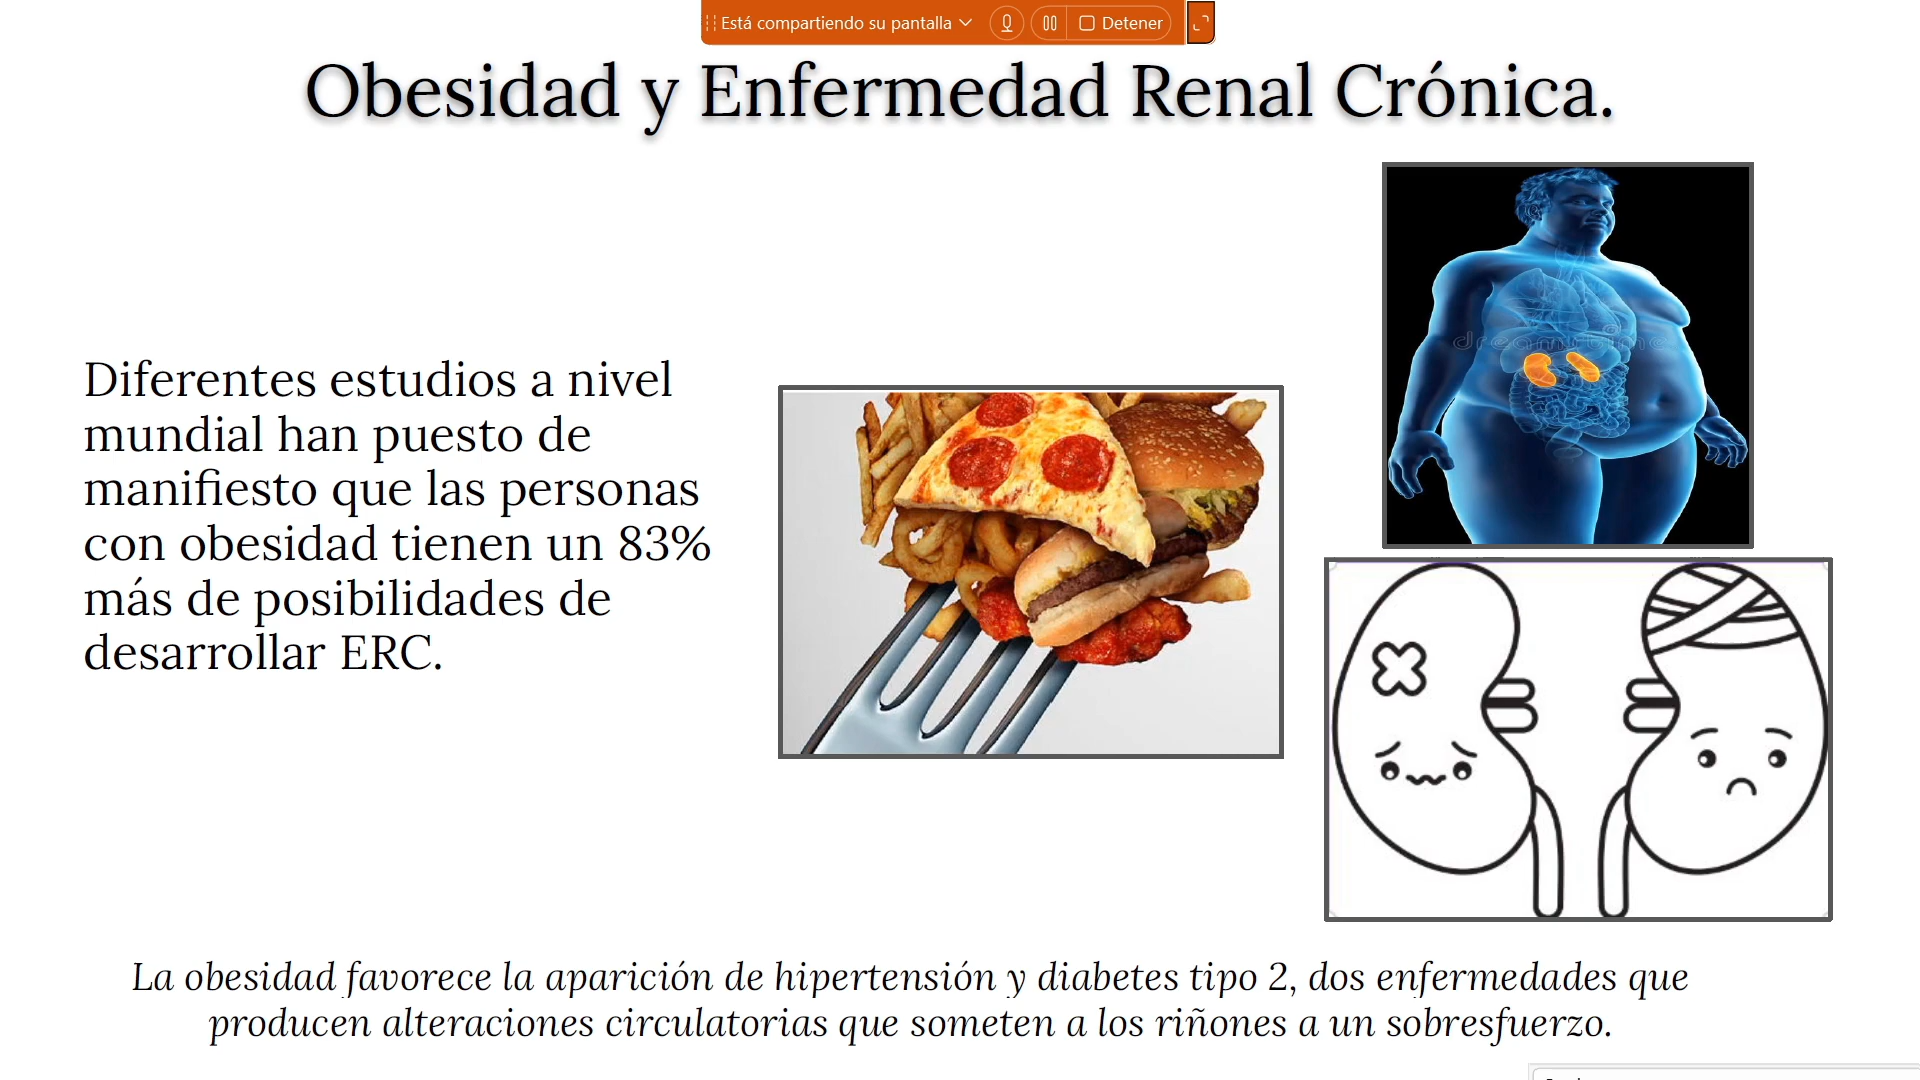 Está compartiendo su pantalla
Detener
Obesidad y Enfermedad Renal Crónica.
Diferentes estudios a nivel
mundial han puesto de
manifiesto que las personas
con obesidad tienen un 83%
más de posibilidades de
desarrollar ERC.
dreamstime
La obesidad favorece la aparición de hipertensión y diabetes tipo 2, dos enfermedades que
producen alteraciones circulatorias que someten a los riñones a un sobresfuerzo.